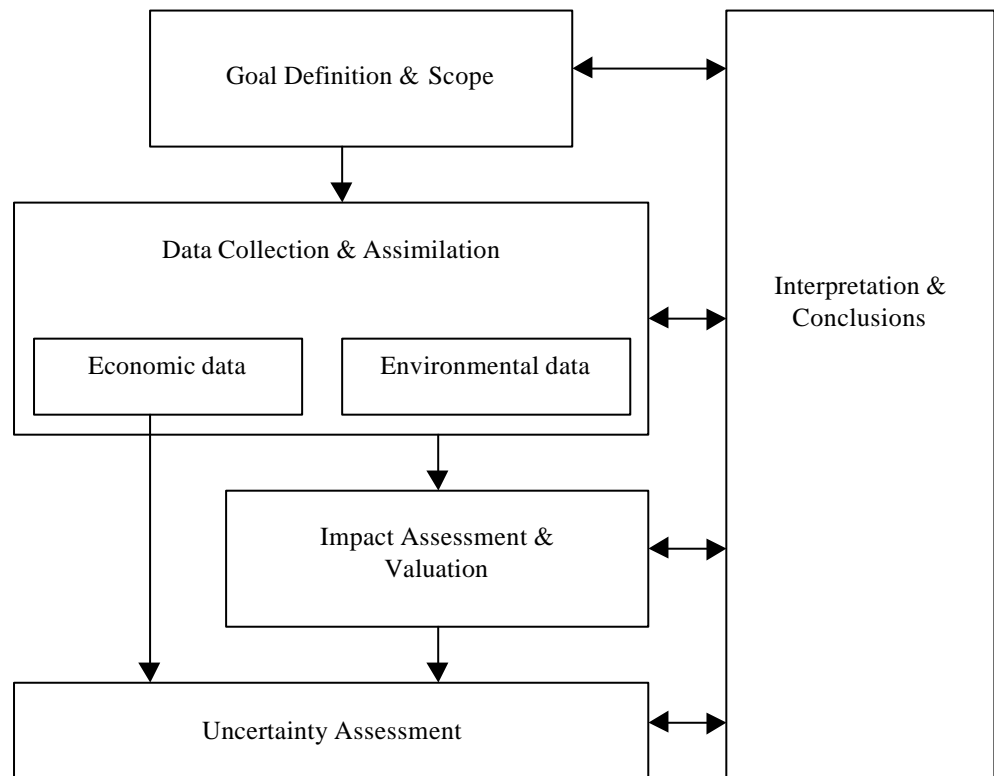 Goal Definition & Scope
Data Collection & Assimilation
Economic data
Environmental data
Impact Assessment &
Valuation
Uncertainty Assessment
Interpretation &
Conclusions